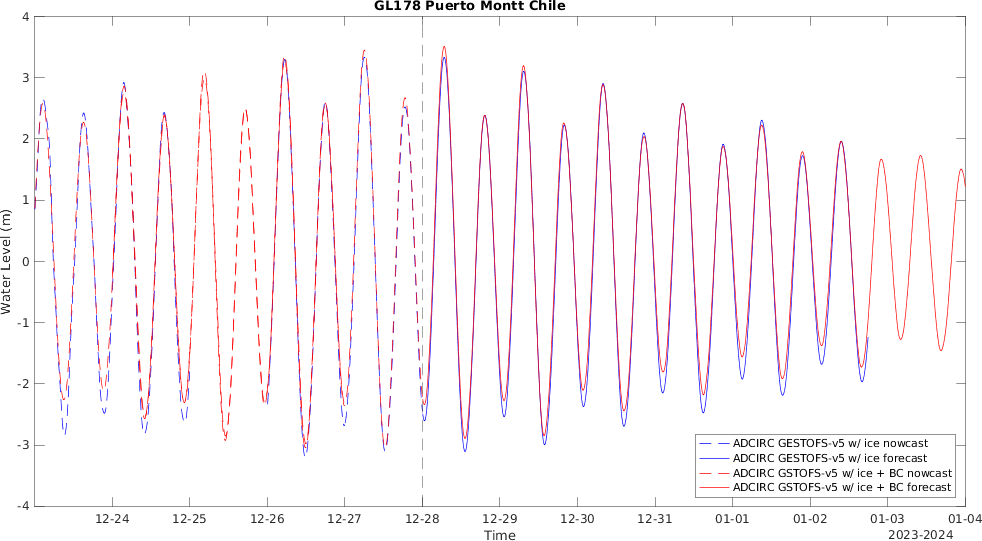 GL178 Puerto Montt Chile
4
3
2
1
0
-1
-2
-3
-4
Water Level (m)
ADCIRC GESTOFS-v5 w/ ice nowcast
ADCIRC GESTOFS-v5 w/ ice forecast
ADCIRC GSTOFS-v5 w/ ice + BC nowcast
ADCIRC GSTOFS-v5 w/ ice + BC forecast
12-24 12-25 12-26 12-27 12-28 12-29 12-30 12-31 01-01 01-02 01-03 01-04
Time
2023-2024